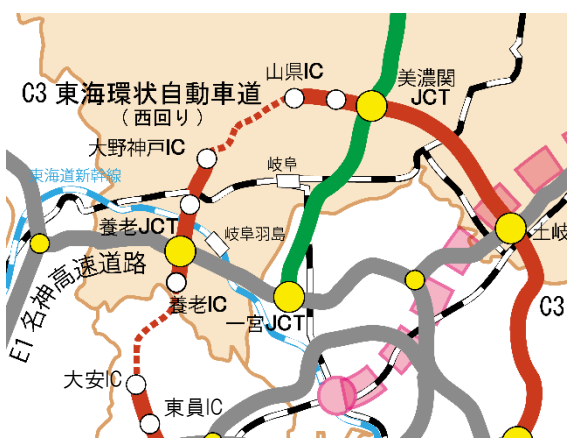 山県IC
美濃関
JCT
C3 東海環状自動車道
(西回り)
大野神戸IC
岐阜
東海道新幹線
養老JCT
岐阜羽島
土岐
E1 名神高速道路
養老IC
一宮JCT
C3
大安IC
東員IC